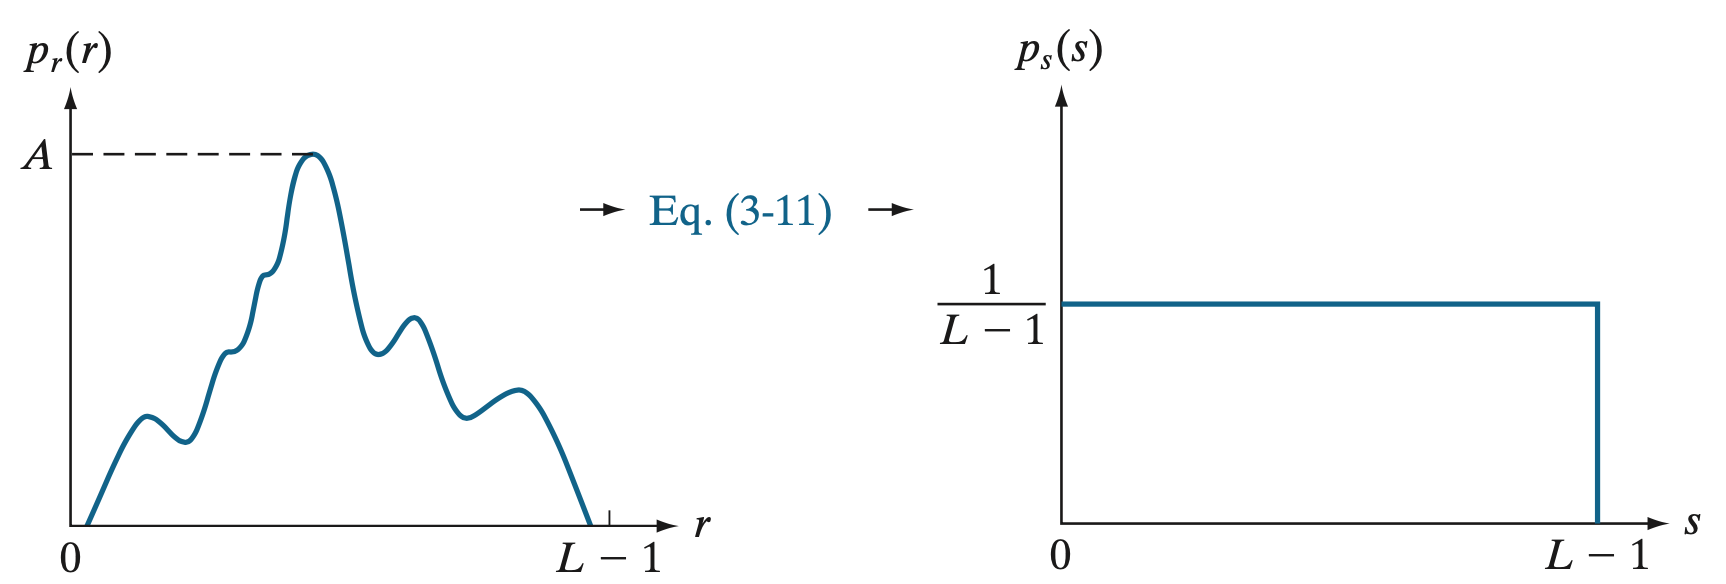 p_r(r)
A
0
L − 1
r
→ Eq. (3-11) →
p_s(s)
1
L − 1
0
L − 1
s